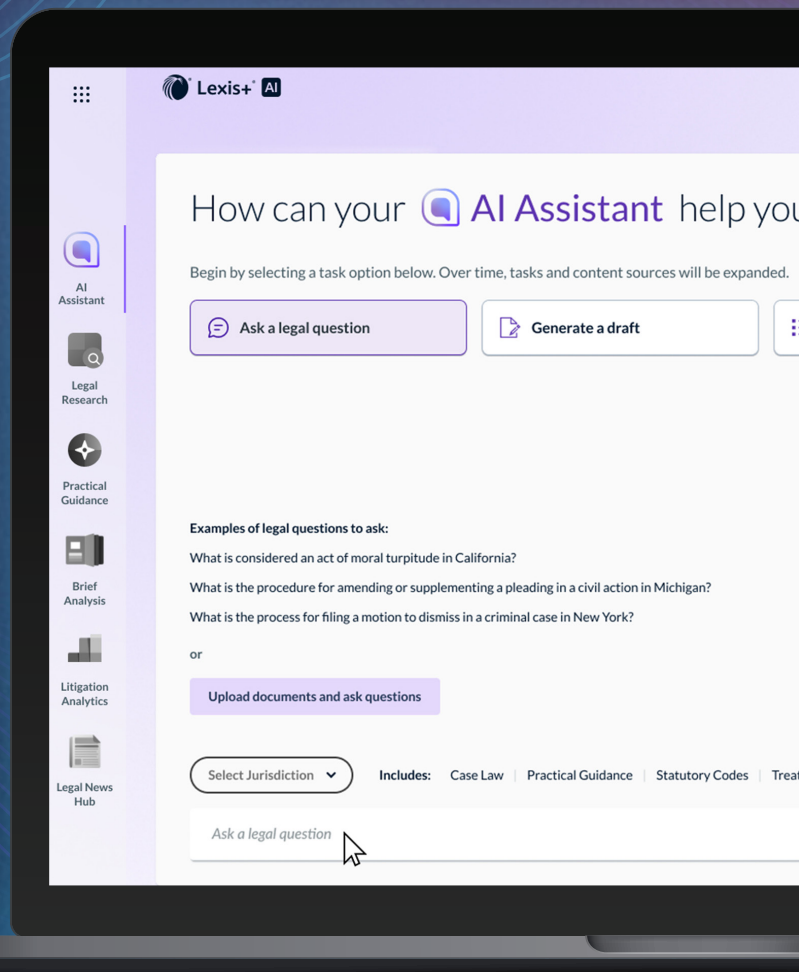 Lexis+ AI
How can your AI Assistant help you
Begin by selecting a task option below. Over time, tasks and content sources will be expanded.
Ask a legal question
Generate a draft
AI
Assistant
Legal
Research
Practical
Guidance
Brief
Analysis
Litigation
Analytics
Legal News
Hub
Examples of legal questions to ask:
What is considered an act of moral turpitude in California?
What is the procedure for amending or supplementing a pleading in a civil action in Michigan?
What is the process for filing a motion to dismiss in a criminal case in New York?
or
Upload documents and ask questions
Select Jurisdiction
Includes: Case Law | Practical Guidance | Statutory Codes |
Ask a legal question